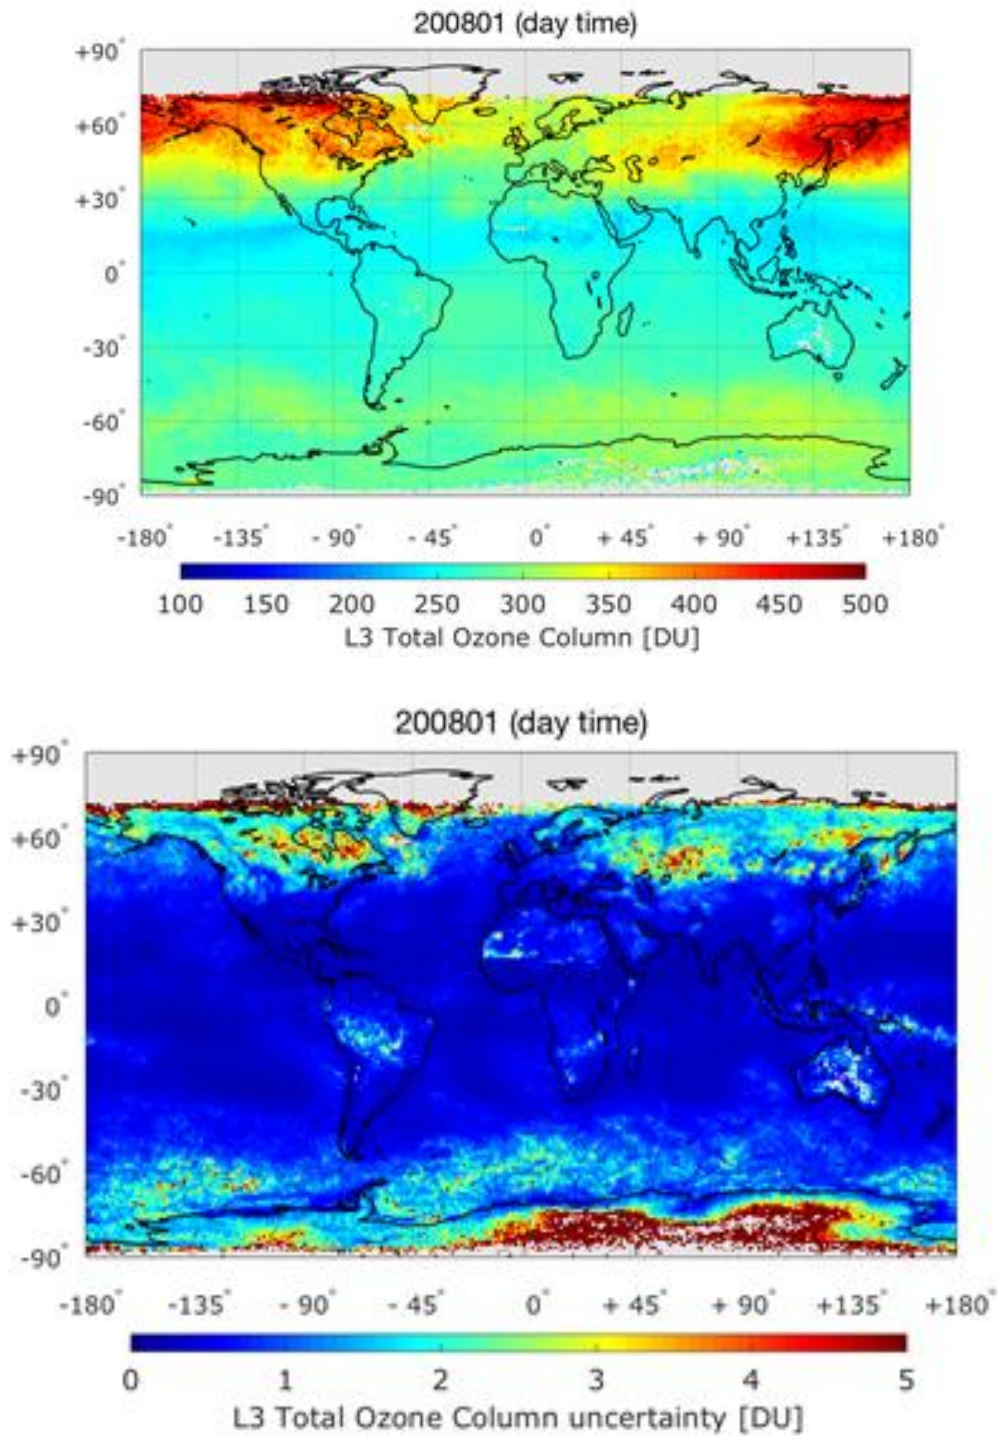 200801 (day time)
+90°
+60°
+30°
0°
-30°
-60°
-90°
-180° -135° - 90° - 45° 0° + 45° + 90° +135° +180°
100 150 200 250 300 350 400 450 500
L3 Total Ozone Column [DU]
200801 (day time)
+90°
+60°
+30°
0°
-30°
-60°
-90°
-180° -135° - 90° - 45° 0° + 45° + 90° +135° +180°
0 1 2 3 4 5
L3 Total Ozone Column uncertainty [DU]